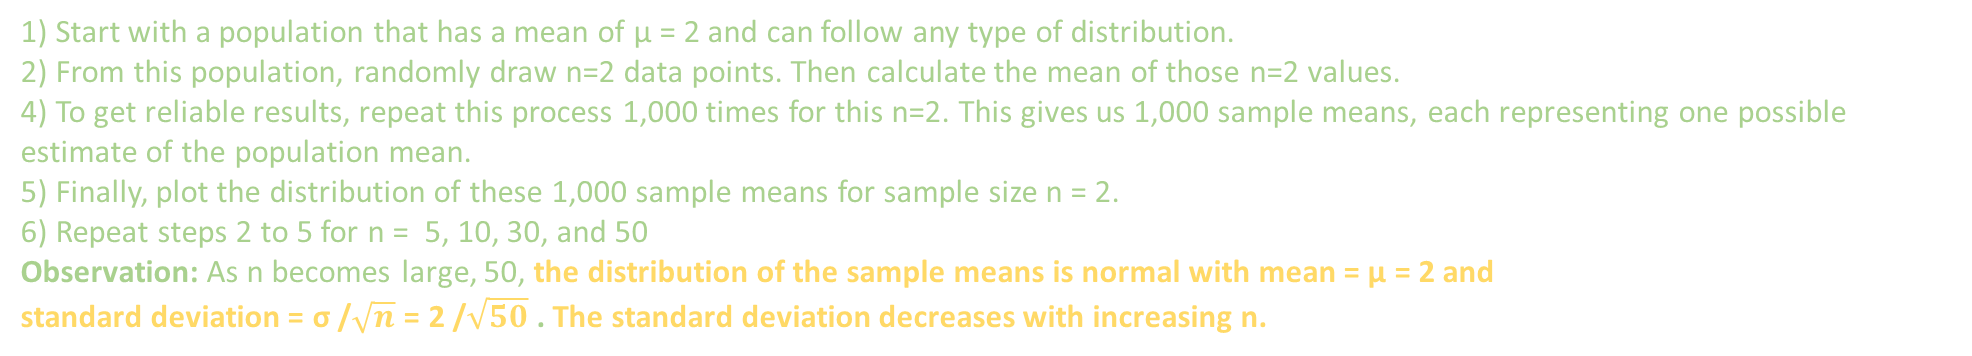 1) Start with a population that has a mean of μ = 2 and can follow any type of distribution.
2) From this population, randomly draw n=2 data points. Then calculate the mean of those n=2 values.
4) To get reliable results, repeat this process 1,000 times for this n=2. This gives us 1,000 sample means, each representing one possible
estimate of the population mean.
5) Finally, plot the distribution of these 1,000 sample means for sample size n = 2.
6) Repeat steps 2 to 5 for n =  5, 10, 30, and 50
Observation: As n becomes large, 50, the distribution of the sample means is normal with mean = μ = 2 and
standard deviation = σ /√n = 2 /√50 . The standard deviation decreases with increasing n.